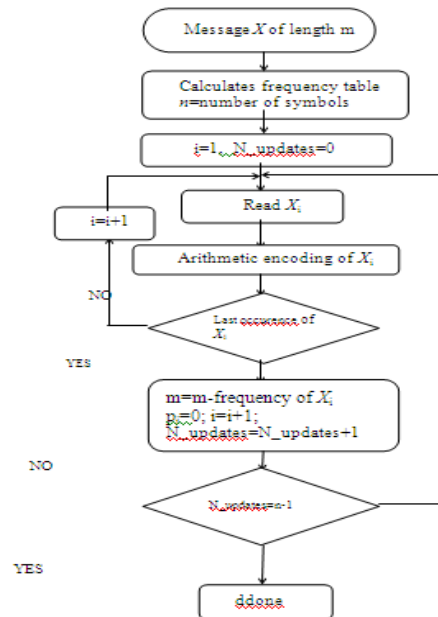 Message X of length m
Calculates frequency table
n=number of symbols
i=1, N_updates=0
Read Xi
i=i+1
Arithmetic encoding of Xi
NO
Last occurence of
Xi
YES
m=m-frequency of Xi
pi=0; i=i+1;
N_updates=N_updates+1
NO
N_updates=n-1
YES
ddone